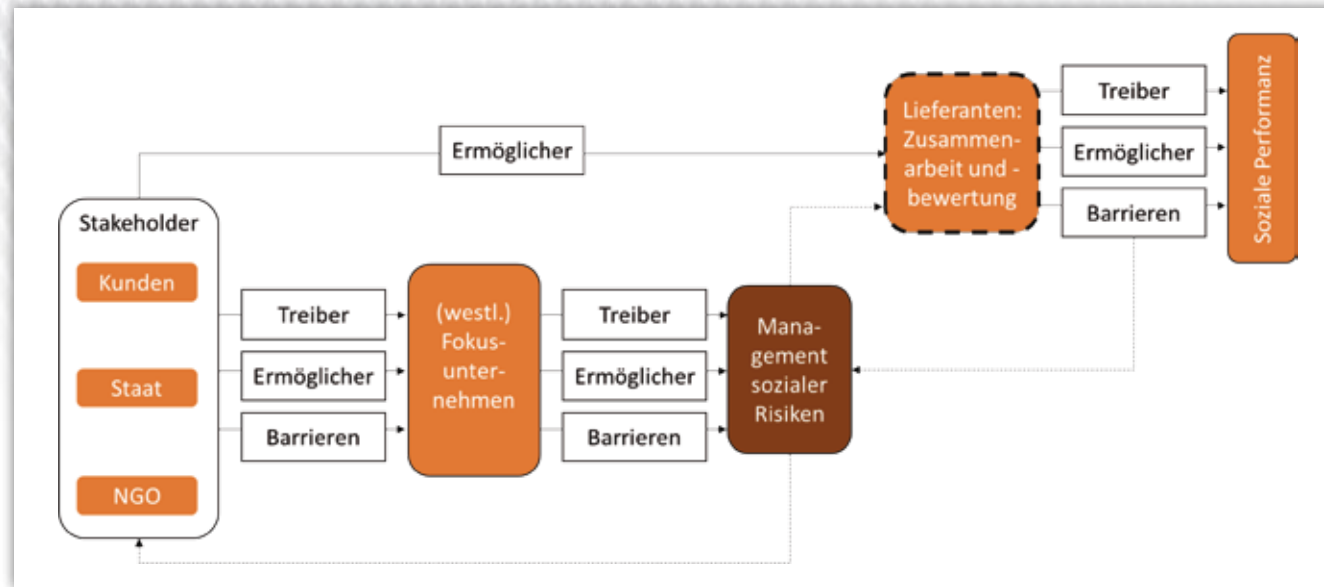 Stakeholder
Kunden
Staat
NGO
Ermöglicher
Treiber
Ermöglicher
Barrieren
(westl.)
Fokus-
unter-
nehmen
Treiber
Ermöglicher
Barrieren
Mana-
gement
sozialer
Risiken
Lieferanten:
Zusammen-
arbeit und -
bewertung
Treiber
Ermöglicher
Barrieren
Soziale Performanz